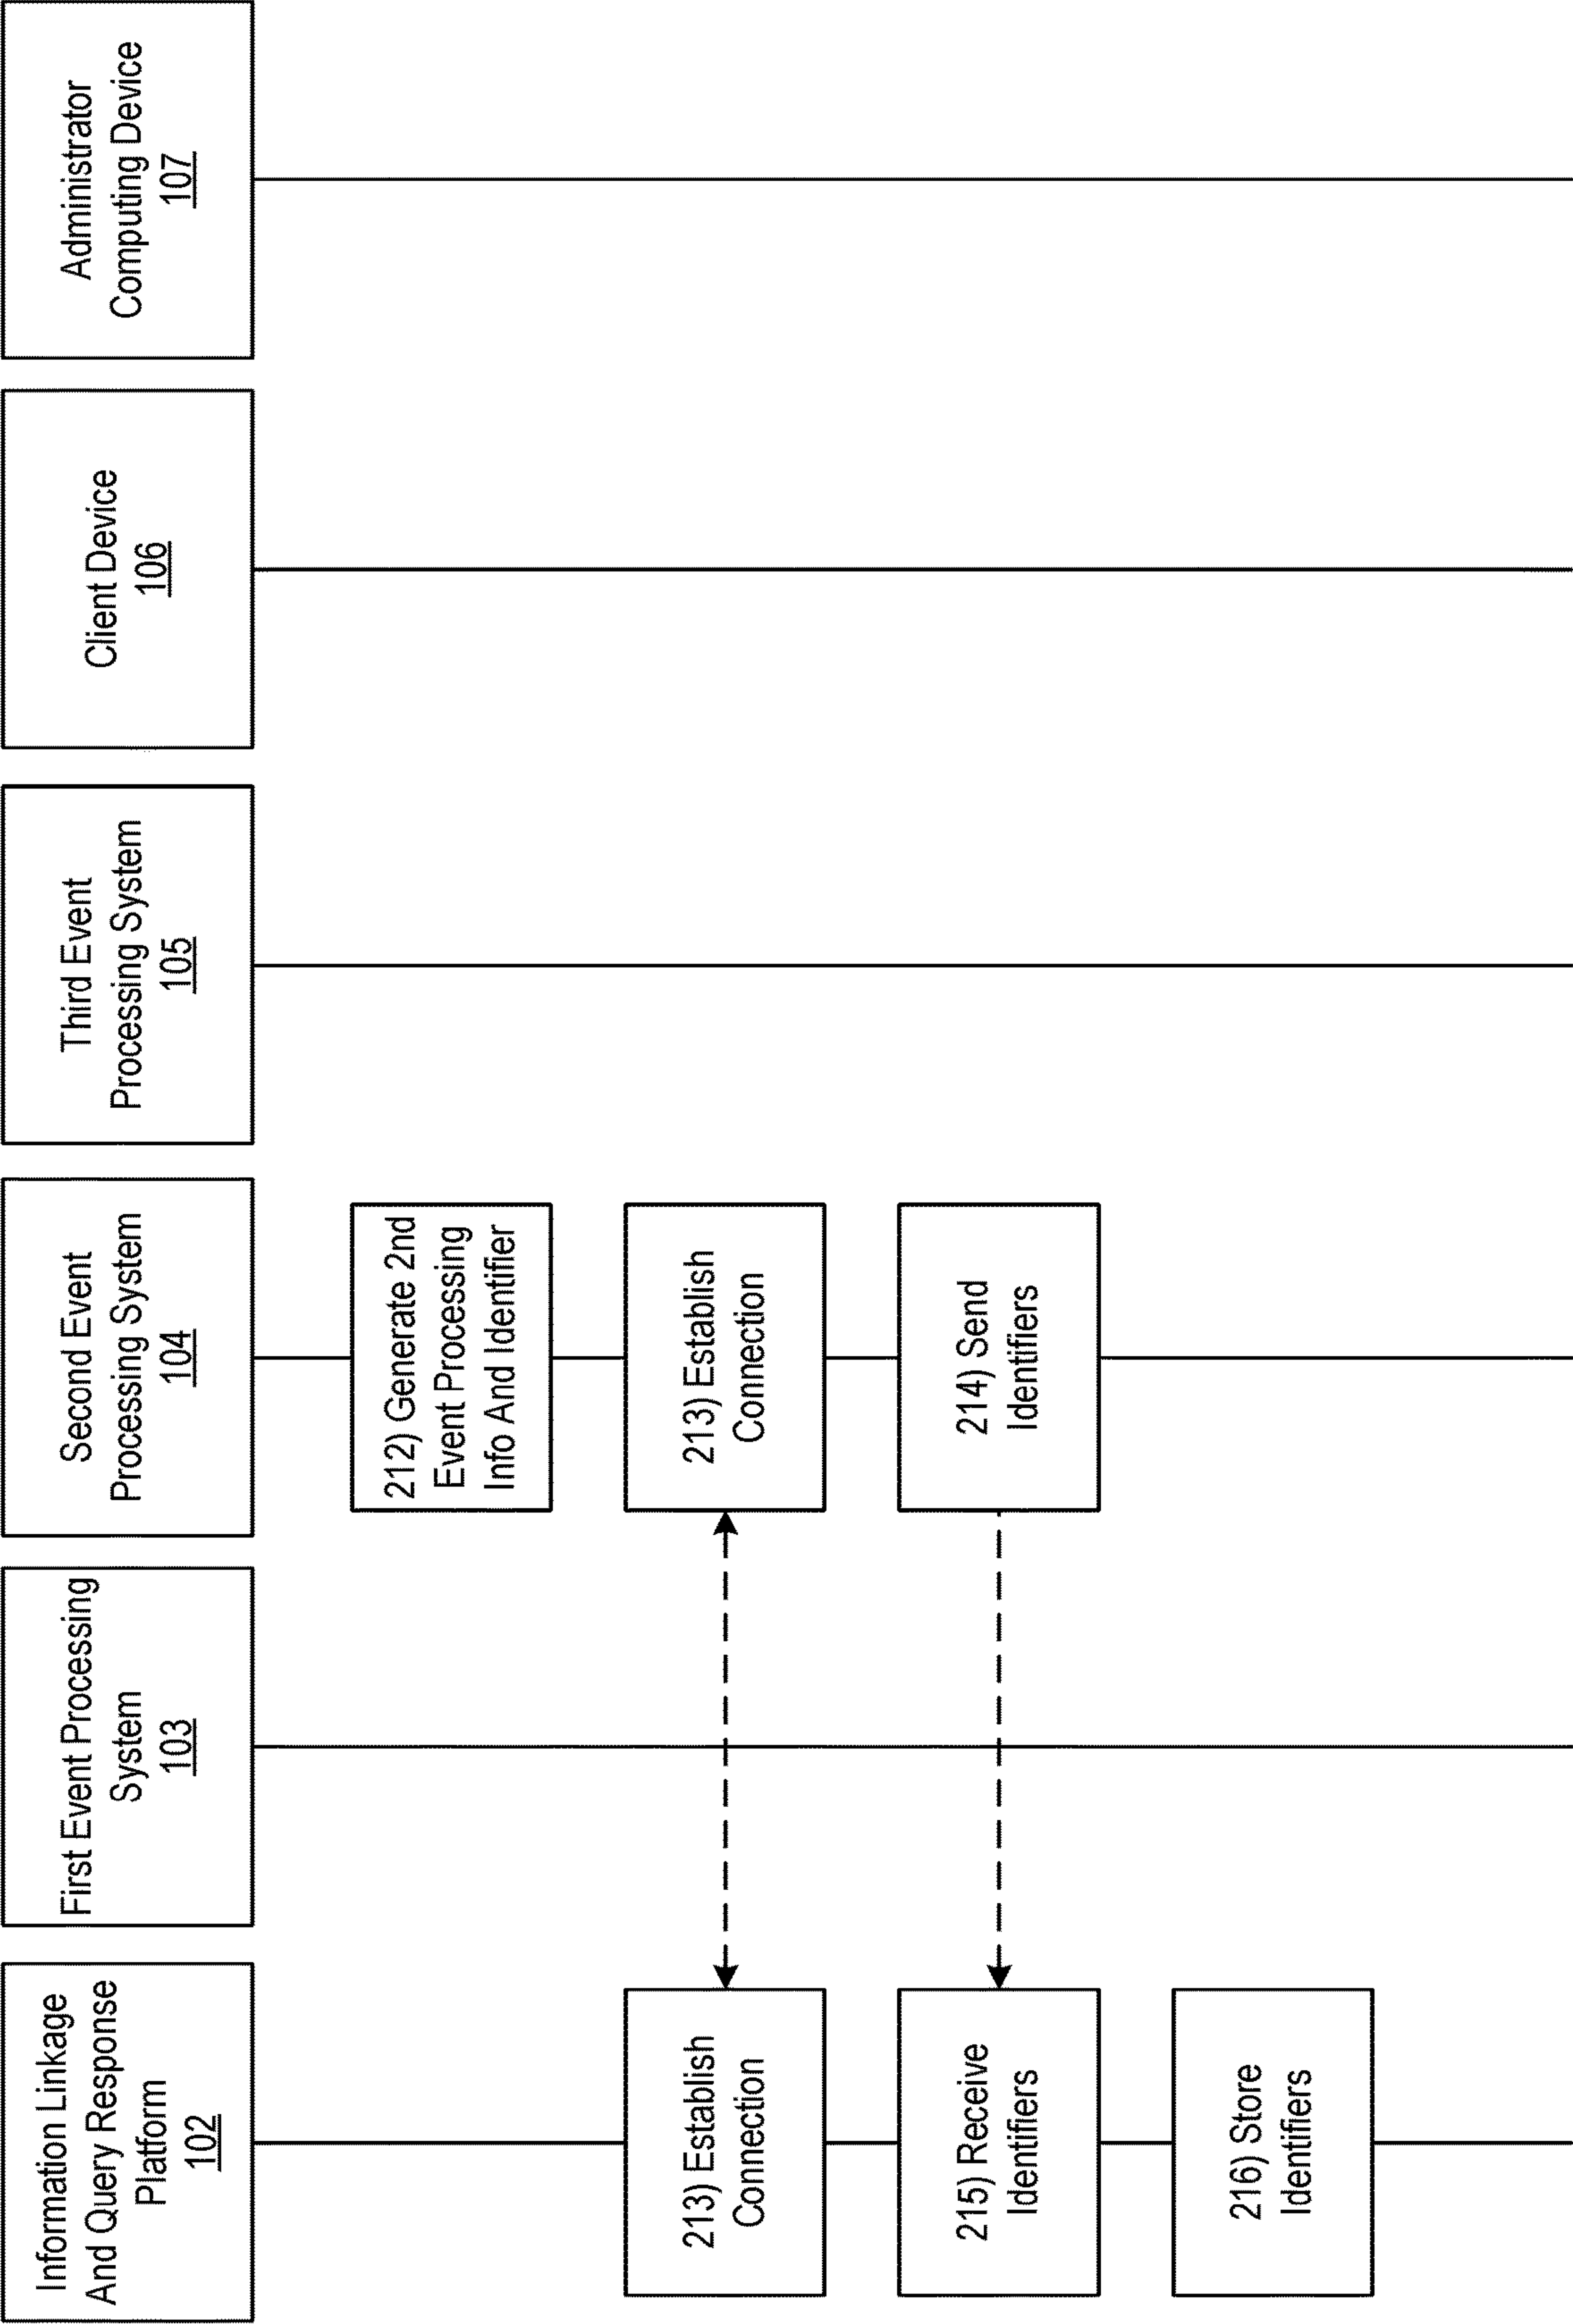 Information Linkage
And Query Response
Platform
102
First Event Processing
System
103
Second Event
Processing System
104
Third Event
Processing System
105
Client Device
106
Administrator
Computing Device
107
212) Generate 2nd
Event Processing
Info And Identifier
213) Establish
Connection
213) Establish
Connection
215) Receive
Identifiers
214) Send
Identifiers
216) Store
Identifiers